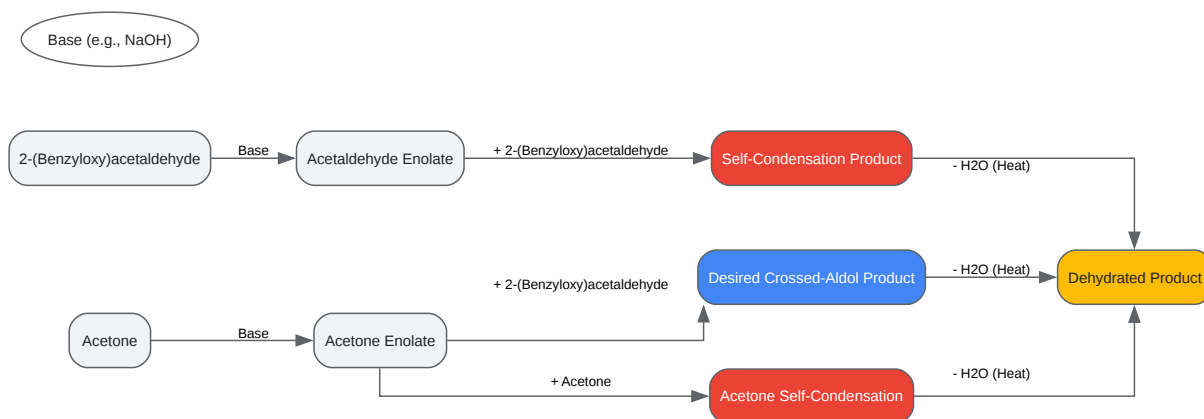 Base (e.g., NaOH)
2-(Benzyloxy)acetaldehyde
Base
Acetaldehyde Enolate
+ 2-(Benzyloxy)acetaldehyde
Self-Condensation Product
- H2O (Heat)
+ 2-(Benzyloxy)acetaldehyde
Desired Crossed-Aldol Product
- H2O (Heat)
Dehydrated Product
Acetone
Base
Acetone Enolate
+ Acetone
Acetone Self-Condensation
- H2O (Heat)